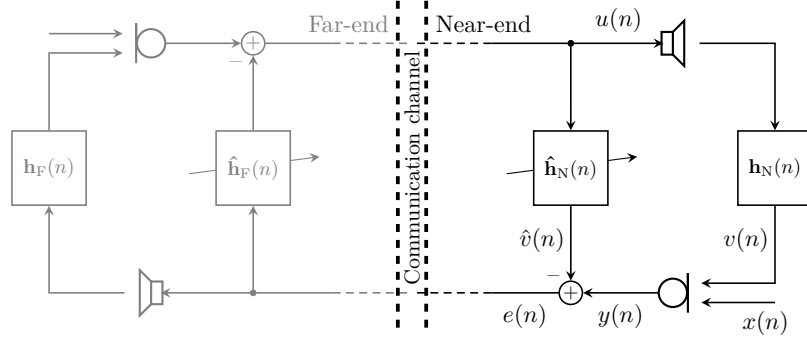 Far-end
Near-end
u(n)
+
−
h_F(n)
ĥ_F(n)
Communication channel
ĥ_N(n)
h_N(n)
v̂(n)
v(n)
−
+
e(n)
y(n)
x(n)